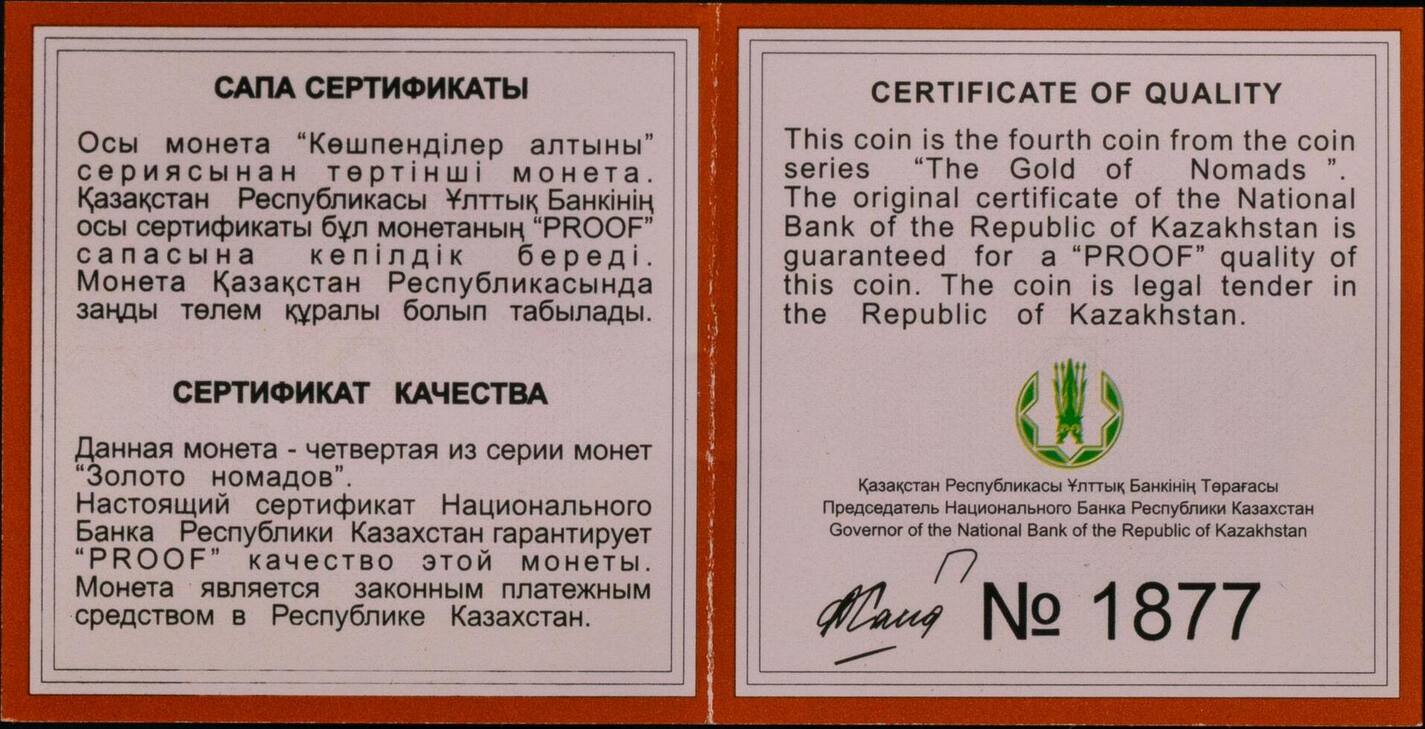 САПА СЕРТИФИКАТЫ
Осы монета “Көшпенділер алтыны”
сериясынан төртінші монета.
Қазақстан Республикасы Ұлттық Банкінің
осы сертификаты бұл монетаның “PROOF”
сапасына кепілдік береді.
Монета Қазақстан Республикасында
заңды төлем құралы болып табылады.
СЕРТИФИКАТ КАЧЕСТВА
Данная монета - четвертая из серии монет
“Золото номадов”.
Настоящий сертификат Национального
Банка Республики Казахстан гарантирует
“PROOF” качество этой монеты.
Монета является законным платежным
средством в Республике Казахстан.
CERTIFICATE OF QUALITY
This coin is the fourth coin from the coin
series “The Gold of Nomads ”.
The original certificate of the National
Bank of the Republic of Kazakhstan is
guaranteed for a “PROOF” quality of
this coin. The coin is legal tender in
the Republic of Kazakhstan.
Қазақстан Республикасы Ұлттық Банкінің Төрағасы
Председатель Национального Банка Республики Казахстан
Governor of the National Bank of the Republic of Kazakhstan
№ 1877